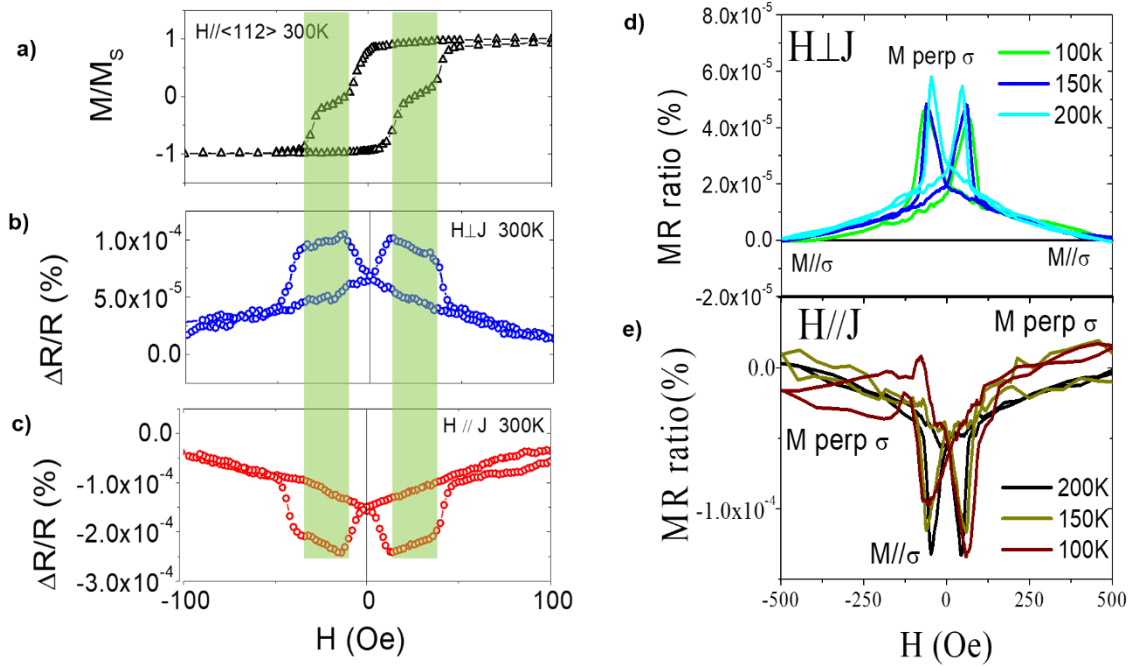 a)
H//<112> 300K
M/M_S
1
0
-1
b)
H⊥J 300K
ΔR/R (%)
1.0x10⁻⁴
5.0x10⁻⁵
0.0
c)
H // J 300K
ΔR/R (%)
0.0
-1.0x10⁻⁴
-2.0x10⁻⁴
-3.0x10⁻⁴
-100 0 100
H (Oe)
d)
H⊥J
M perp σ
100k
150k
200k
MR ratio (%)
8.0x10⁻⁵
6.0x10⁻⁵
4.0x10⁻⁵
2.0x10⁻⁵
0.0
-2.0x10⁻⁵
M//σ M//σ
e)
H//J
M perp σ
M perp σ
M//σ
200K
150K
100K
MR ratio(%)
0.0
-1.0x10⁻⁴
-500 -250 0 250 500
H (Oe)